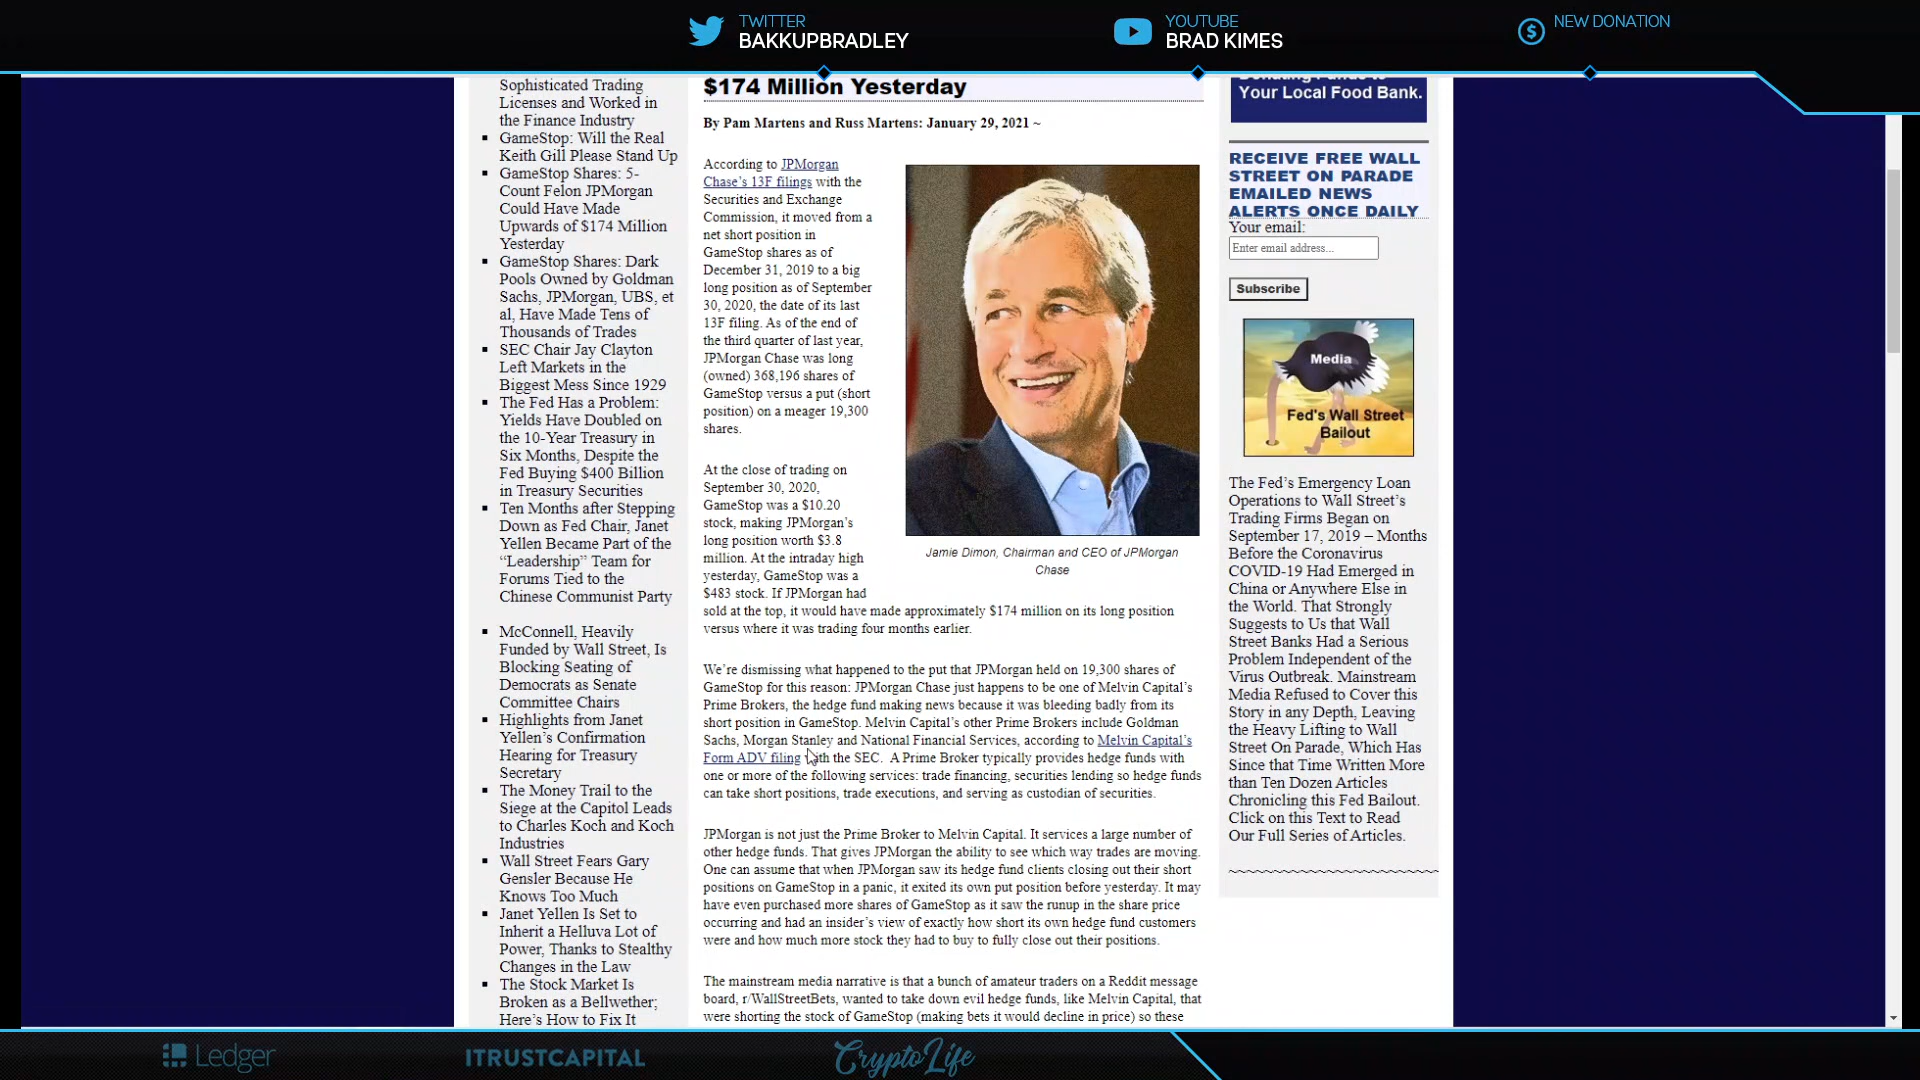 TWITTER
BAKKUPBRADLEY
YOUTUBE
BRAD KIMES
NEW DONATION
Sophisticated Trading
Licenses and Worked in
the Finance Industry
GameStop: Will the Real
Keith Gill Please Stand Up
GameStop Shares: 5-
Count Felon JPMorgan
Could Have Made
Upwards of $174 Million
Yesterday
GameStop Shares: Dark
Pools Owned by Goldman
Sachs, JPMorgan, UBS, et
al, Have Made Tens of
Thousands of Trades
SEC Chair Jay Clayton
Left Markets in the
Biggest Mess Since 1929
The Fed Has a Problem:
Yields Have Doubled on
the 10-Year Treasury in
Six Months, Despite the
Fed Buying $400 Billion
in Treasury Securities
Ten Months after Stepping
Down as Fed Chair, Janet
Yellen Became Part of the
“Leadership” Team for
Forums Tied to the
Chinese Communist Party
McConnell, Heavily
Funded by Wall Street, Is
Blocking Seating of
Democrats as Senate
Committee Chairs
Highlights from Janet
Yellen’s Confirmation
Hearing for Treasury
Secretary
The Money Trail to the
Siege at the Capitol Leads
to Charles Koch and Koch
Industries
Wall Street Fears Gary
Gensler Because He
Knows Too Much
Janet Yellen Is Set to
Inherit a Helluva Lot of
Power, Thanks to Stealthy
Changes in the Law
The Stock Market Is
Broken as a Bellwether;
Here’s How to Fix It
$174 Million Yesterday
By Pam Martens and Russ Martens: January 29, 2021 ~
According to JPMorgan
Chase’s 13F filings with the
Securities and Exchange
Commission, it moved from a
net short position in
GameStop shares as of
December 31, 2019 to a big
long position as of September
30, 2020, the date of its last
13F filing. As of the end of
the third quarter of last year,
JPMorgan Chase was long
(owned) 368,196 shares of
GameStop versus a put (short
position) on a meager 19,300
shares.
At the close of trading on
September 30, 2020,
GameStop was a $10.20
stock, making JPMorgan’s
long position worth $3.8
million. At the intraday high
yesterday, GameStop was a
$483 stock. If JPMorgan had
sold at the top, it would have made approximately $174 million on its long position
versus where it was trading four months earlier.
Jamie Dimon, Chairman and CEO of JPMorgan
Chase
We’re dismissing what happened to the put that JPMorgan held on 19,300 shares of
GameStop for this reason: JPMorgan Chase just happens to be one of Melvin Capital’s
Prime Brokers, the hedge fund making news because it was bleeding badly from its
short position in GameStop. Melvin Capital’s other Prime Brokers include Goldman
Sachs, Morgan Stanley and National Financial Services, according to Melvin Capital’s
Form ADV filing with the SEC. A Prime Broker typically provides hedge funds with
one or more of the following services: trade financing, securities lending so hedge funds
can take short positions, trade executions, and serving as custodian of securities.
JPMorgan is not just the Prime Broker to Melvin Capital. It services a large number of
other hedge funds. That gives JPMorgan the ability to see which way trades are moving.
One can assume that when JPMorgan saw its hedge fund clients closing out their short
positions on GameStop in a panic, it exited its own put position before yesterday. It may
have even purchased more shares of GameStop as it saw the runup in the share price
occurring and had an insider’s view of exactly how short its own hedge fund customers
were and how much more stock they had to buy to fully close out their positions.
The mainstream media narrative is that a bunch of amateur traders on a Reddit message
board, r/WallStreetBets, wanted to take down evil hedge funds, like Melvin Capital, that
were shorting the stock of GameStop (making bets it would decline in price) so these
Donating Funds to
Your Local Food Bank.
RECEIVE FREE WALL
STREET ON PARADE
EMAILED NEWS
ALERTS ONCE DAILY
Your email:
Enter email address...
Subscribe
Media
Fed's Wall Street
Bailout
The Fed’s Emergency Loan
Operations to Wall Street’s
Trading Firms Began on
September 17, 2019 – Months
Before the Coronavirus
COVID-19 Had Emerged in
China or Anywhere Else in
the World. That Strongly
Suggests to Us that Wall
Street Banks Had a Serious
Problem Independent of the
Virus Outbreak. Mainstream
Media Refused to Cover this
Story in any Depth, Leaving
the Heavy Lifting to Wall
Street On Parade, Which Has
Since that Time Written More
than Ten Dozen Articles
Chronicling this Fed Bailout.
Click on this Text to Read
Our Full Series of Articles.
~~~~~~~~~~~~~~~~~~~~~~~~~~
Ledger
ITRUSTCAPITAL
CryptoLife